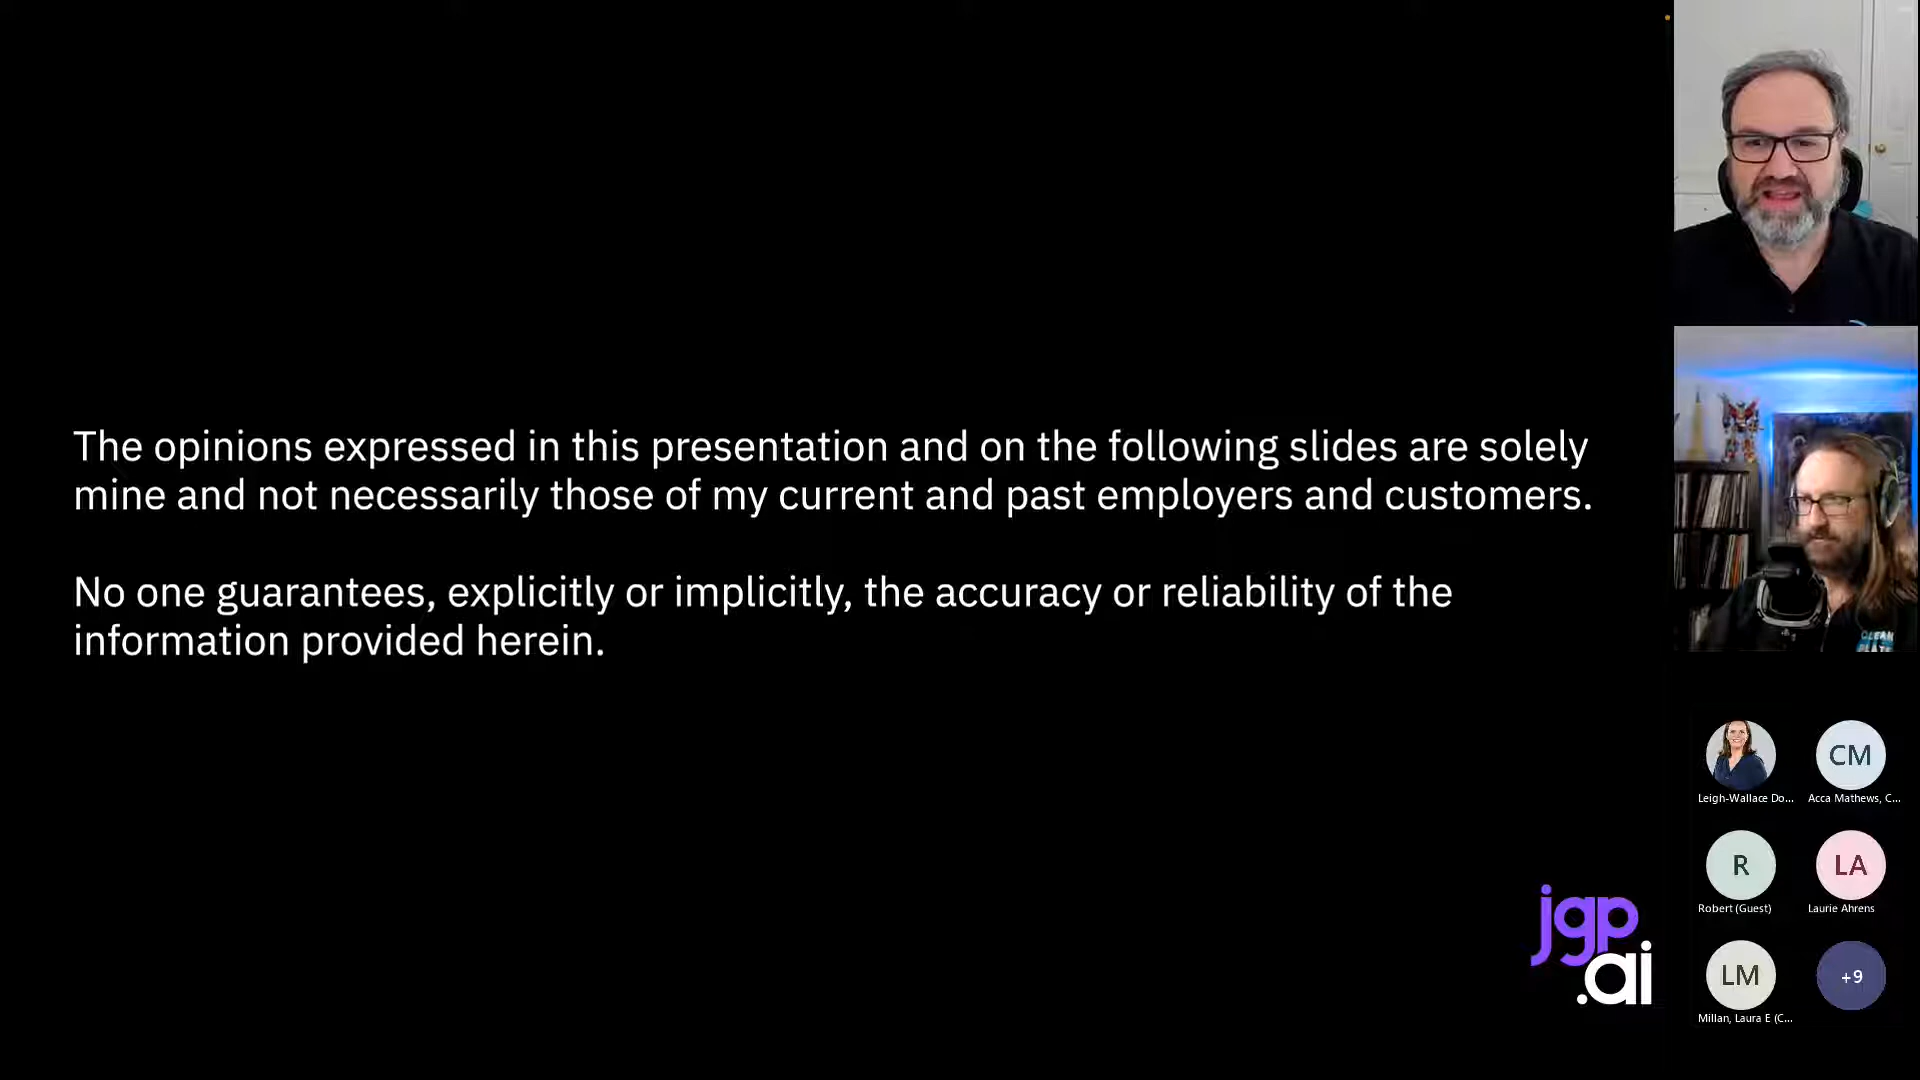 The opinions expressed in this presentation and on the following slides are solely
mine and not necessarily those of my current and past employers and customers.
No one guarantees, explicitly or implicitly, the accuracy or reliability of the
information provided herein.
jgp
.ai
CLEAN
Leigh-Wallace Do...
CM
Acca Mathews, C...
R
Robert (Guest)
LA
Laurie Ahrens
LM
Millan, Laura E (C...
+9